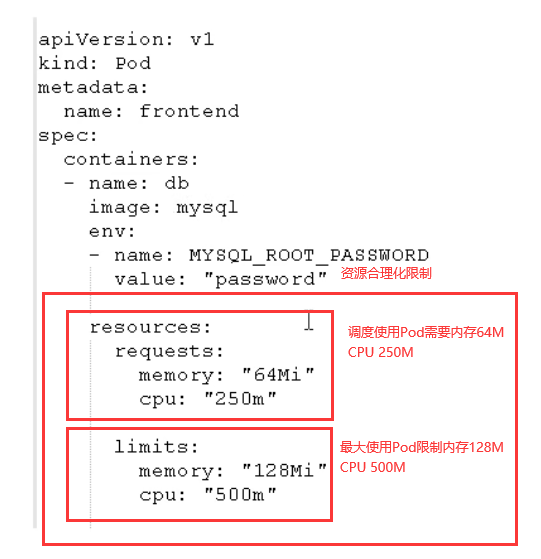 apiVersion: v1
kind: Pod
metadata:
  name: frontend
spec:
  containers:
  - name: db
    image: mysql
    env:
    - name: MYSQL_ROOT_PASSWORD
      value: "password"
资源合理化限制
    resources:
      requests:
        memory: "64Mi"
        cpu: "250m"
调度使用Pod需要内存64M
CPU 250M
      limits:
        memory: "128Mi"
        cpu: "500m"
最大使用Pod限制内存128M
CPU 500M